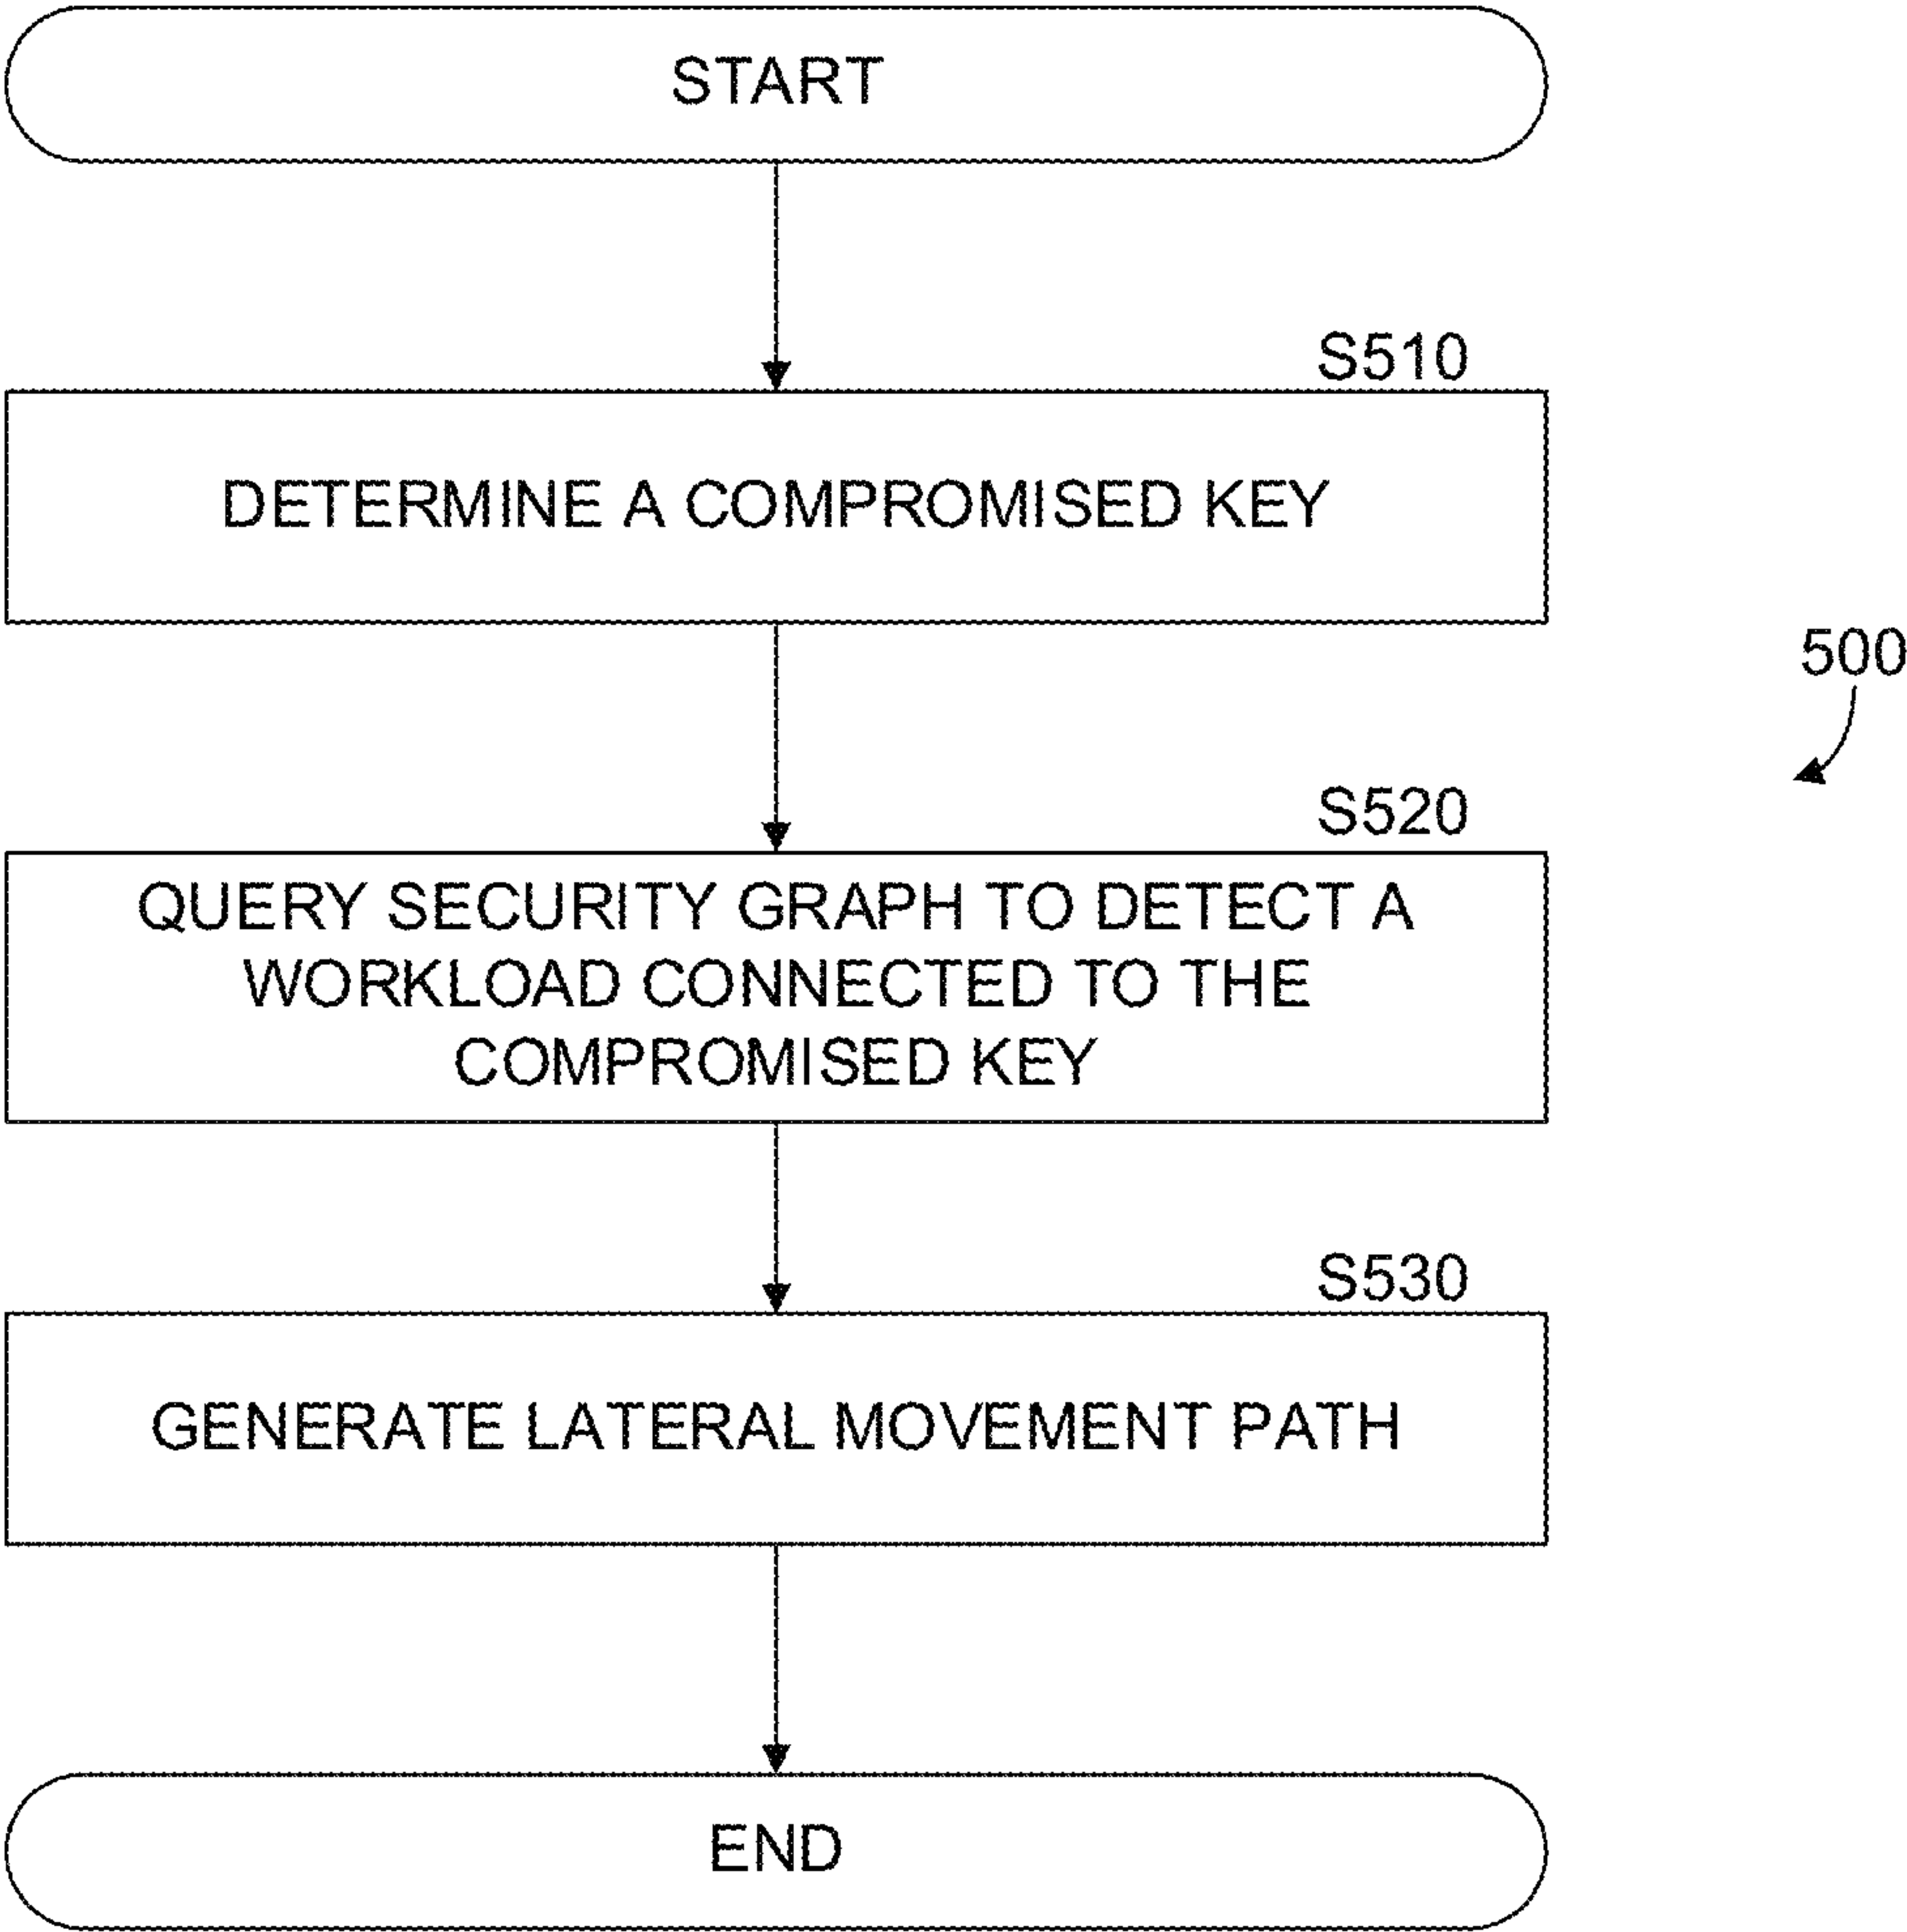 START
S510
DETERMINE A COMPROMISED KEY
500
S520
QUERY SECURITY GRAPH TO DETECT A
WORKLOAD CONNECTED TO THE
COMPROMISED KEY
S530
GENERATE LATERAL MOVEMENT PATH
END